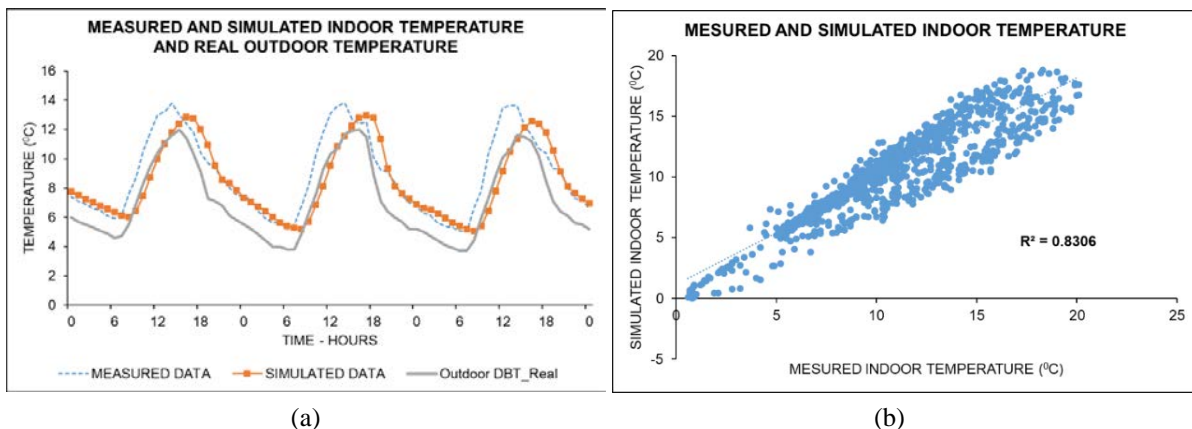 MEASURED AND SIMULATED INDOOR TEMPERATURE
AND REAL OUTDOOR TEMPERATURE
TEMPERATURE (⁰C)
16
14
12
10
8
6
4
2
0
0 6 12 18 0 6 12 18 0 6 12 18 0
TIME - HOURS
MEASURED DATA SIMULATED DATA Outdoor DBT_Real
(a)
MESURED AND SIMULATED INDOOR TEMPERATURE
SIMULATED INDOOR TEMPERATURE (⁰C)
20
15
10
5
0
-5
0 5 10 15 20 25
R² = 0.8306
MESURED INDOOR TEMPERATURE (⁰C)
(b)